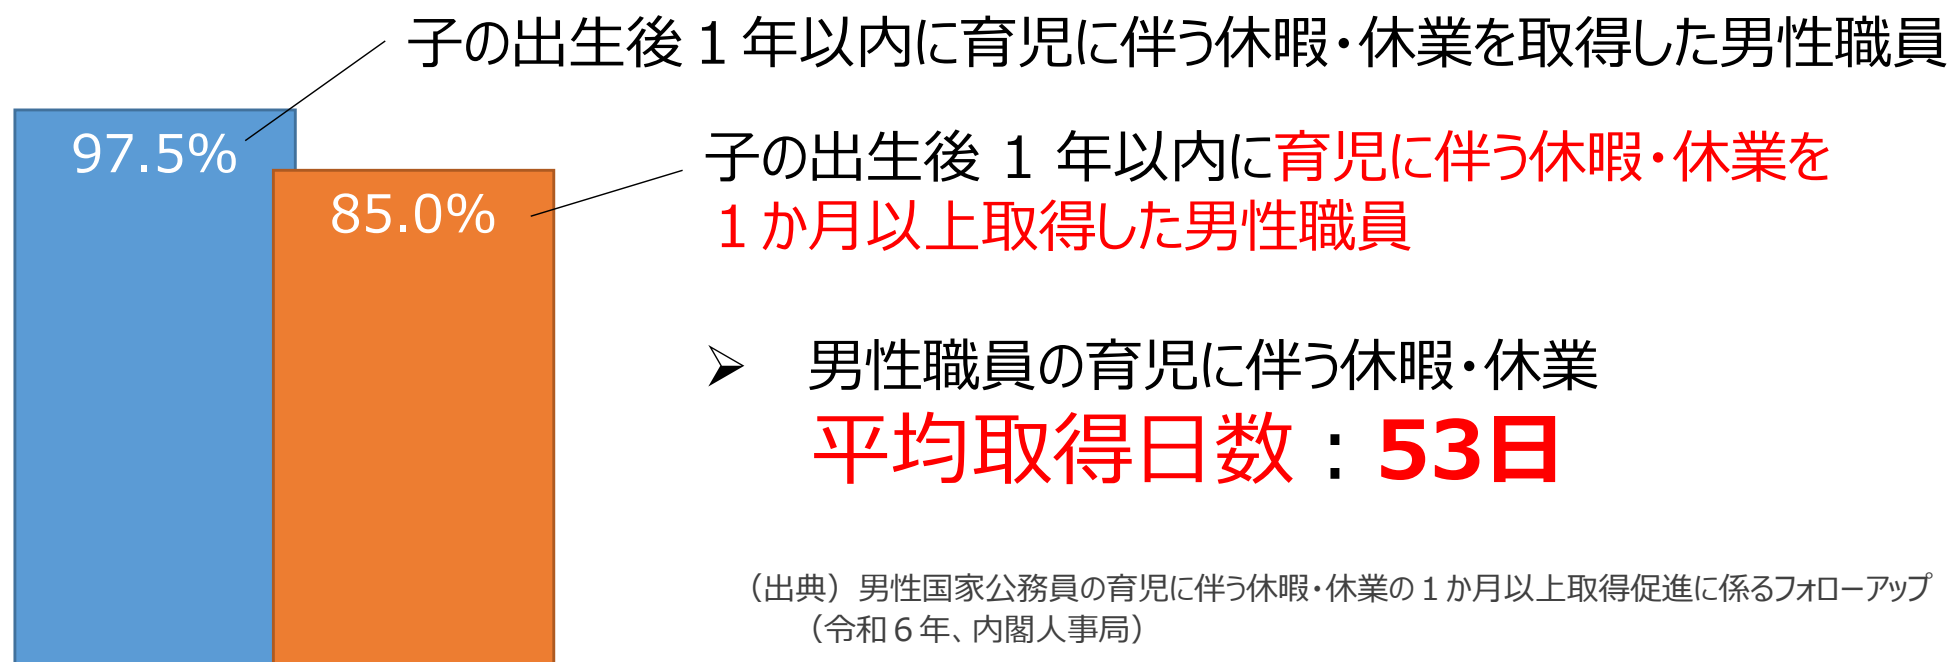 子の出生後１年以内に育児に伴う休暇・休業を取得した男性職員
97.5%
子の出生後 １ 年以内に育児に伴う休暇・休業を
１か月以上取得した男性職員
85.0%
➢ 男性職員の育児に伴う休暇・休業
平均取得日数：53日
（出典）男性国家公務員の育児に伴う休暇・休業の１か月以上取得促進に係るフォローアップ
（令和６年、内閣人事局）